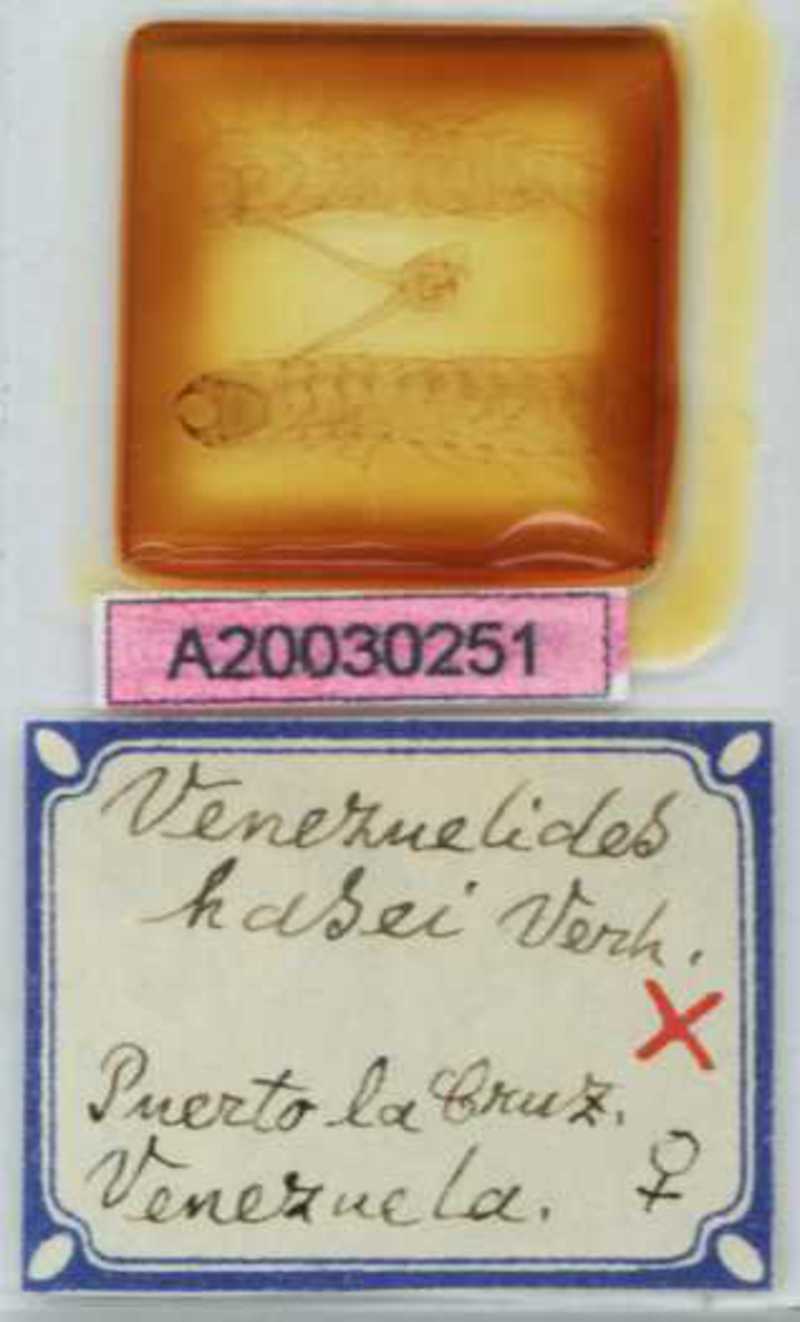 A20030251
Venezuelides
hasei Verh.
Puerto la Cruz.
Venezuela. ♀